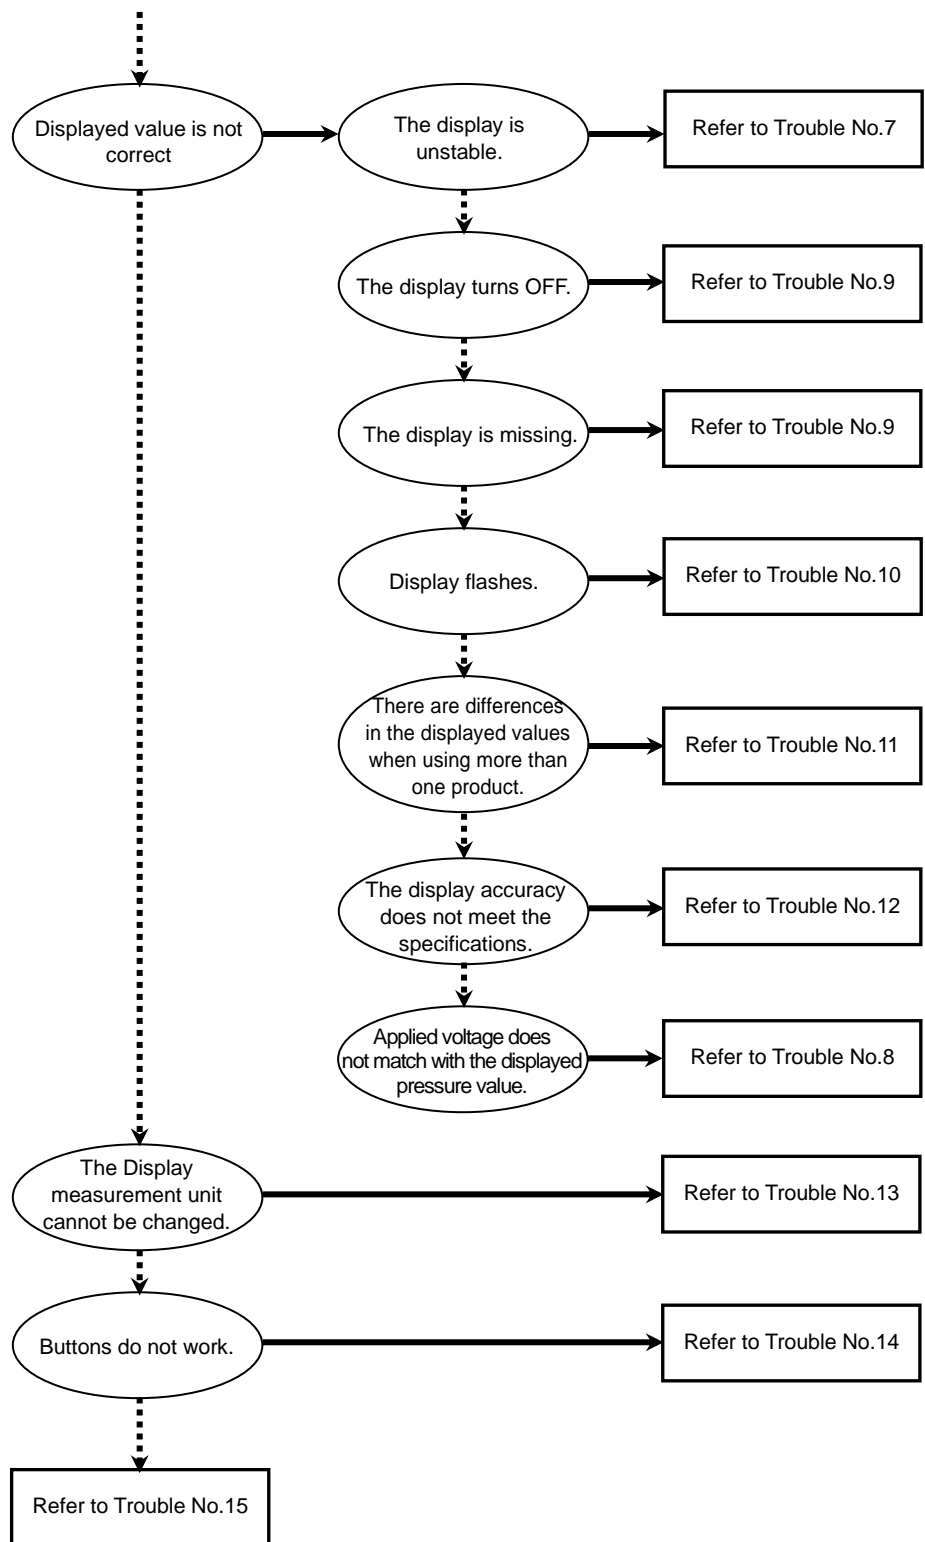 Displayed value is not
correct
The display is
unstable.
Refer to Trouble No.7
The display turns OFF.
Refer to Trouble No.9
The display is missing.
Refer to Trouble No.9
Display flashes.
Refer to Trouble No.10
There are differences
in the displayed values
when using more than
one product.
Refer to Trouble No.11
The display accuracy
does not meet the
specifications.
Refer to Trouble No.12
Applied voltage does
not match with the displayed
pressure value.
Refer to Trouble No.8
The Display
measurement unit
cannot be changed.
Refer to Trouble No.13
Buttons do not work.
Refer to Trouble No.14
Refer to Trouble No.15